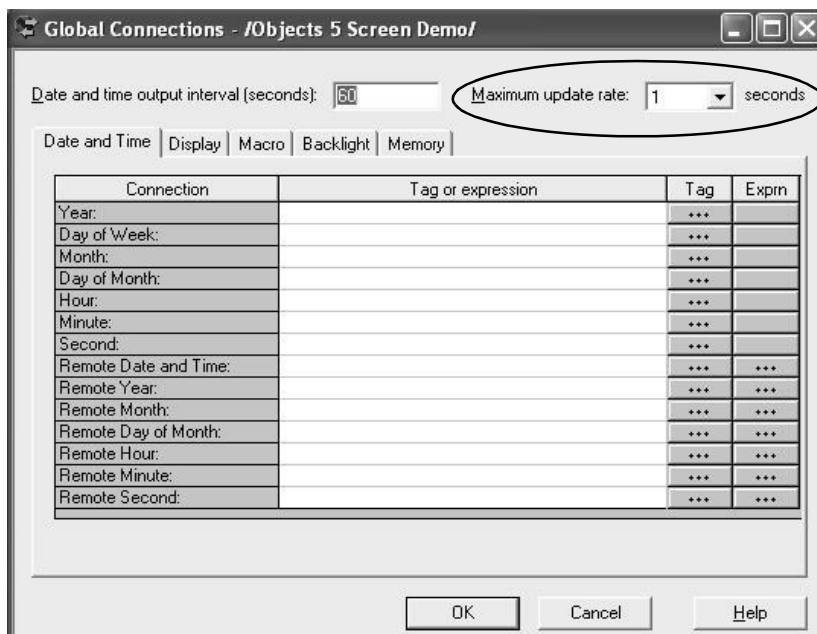 Global Connections - /Objects 5 Screen Demo/
Date and time output interval (seconds): 60 Maximum update rate: 1 seconds
Date and Time Display Macro Backlight Memory
Connection Tag or expression Tag Exprn
Year: ...
Day of Week: ...
Month: ...
Day of Month: ...
Hour: ...
Minute: ...
Second: ...
Remote Date and Time: ... ...
Remote Year: ... ...
Remote Month: ... ...
Remote Day of Month: ... ...
Remote Hour: ... ...
Remote Minute: ... ...
Remote Second: ... ...
OK Cancel Help